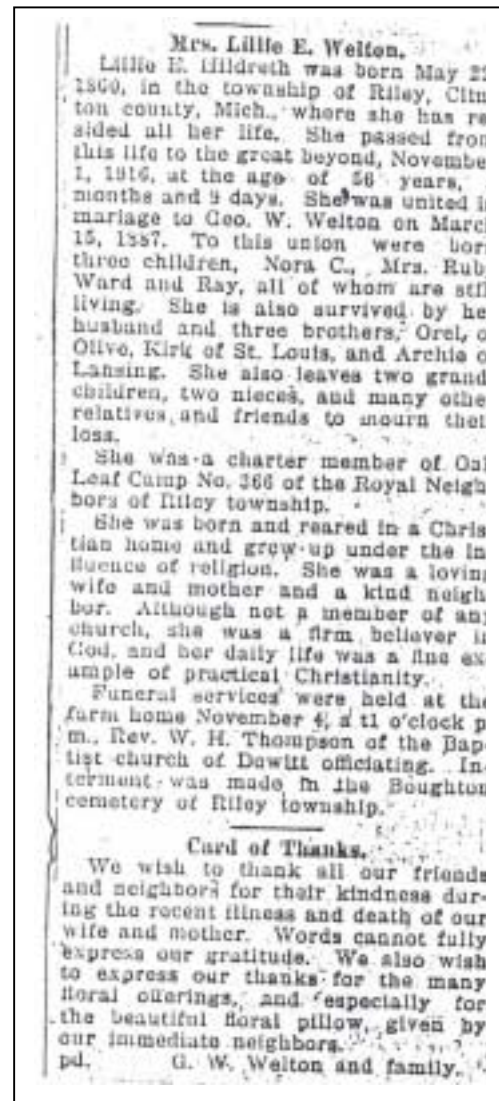 Mrs. Lillie E. Welton.
Lillie E. Hildreth was born May 22
1860, in the township of Riley, Clin
ton county, Mich., where she has re
sided all her life. She passed from
this life to the great beyond, Novembe
1, 1916, at the age of 56 years,
months and 9 days. She was united i
mariage to Geo. W. Welton on Marc
15, 1887. To this union were bor
three children, Nora C., Mrs. Rub
Ward and Ray, all of whom are stil
living. She is also survived by he
husband and three brothers, Orel, o
Olive, Kirk of St. Louis, and Archie o
Lansing. She also leaves two grand
children, two nieces, and many othe
relatives and friends to mourn thei
loss.
She was a charter member of Oa
Leaf Camp No. 366 of the Royal Neigh
bors of Riley township.
She was born and reared in a Chris
tian home and grew up under the in
fluence of religion. She was a loving
wife and mother and a kind neigh
bor. Although not a member of any
church, she was a firm believer in
God, and her daily life was a fine ex
ample of practical Christianity.
Funeral services were held at the
farm home November 4, a t1 o'clock p
m., Rev. W. H. Thompson of the Bap-
tist church of Dewitt officiating. In-
terment was made in the Boughton
cemetery of Riley township.
Card of Thanks.
We wish to thank all our friends
and neighbors for their kindness dur-
ing the recent illness and death of our
wife and mother. Words cannot fully
express our gratitude. We also wish
to express our thanks for the many
floral offerings, and especially for
the beautiful floral pillow, given by
our immediate neighbors.
pd. G. W. Welton and family.